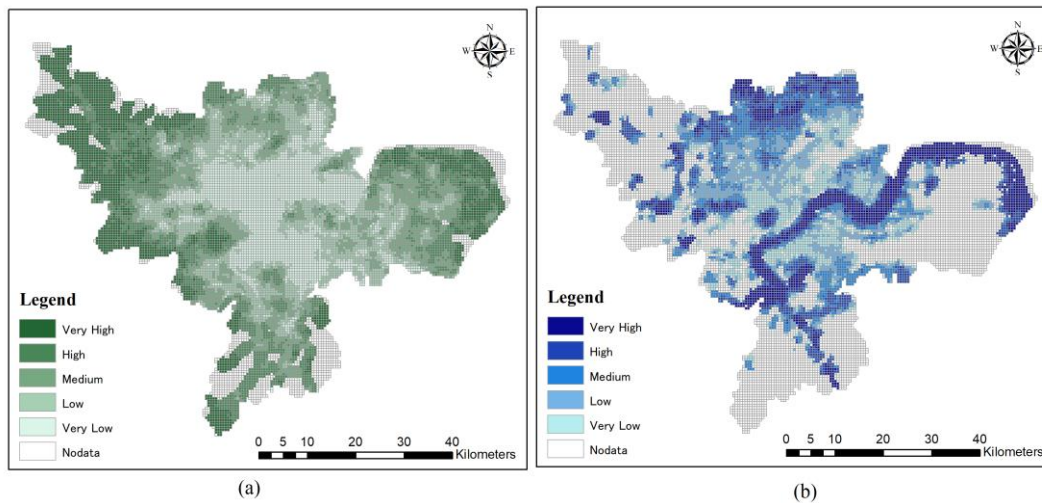 N
W E
S
Legend
Very High
High
Medium
Low
Very Low
Nodata
0 5 10 20 30 40
Kilometers
(a)
N
W E
S
Legend
Very High
High
Medium
Low
Very Low
Nodata
0 5 10 20 30 40
Kilometers
(b)